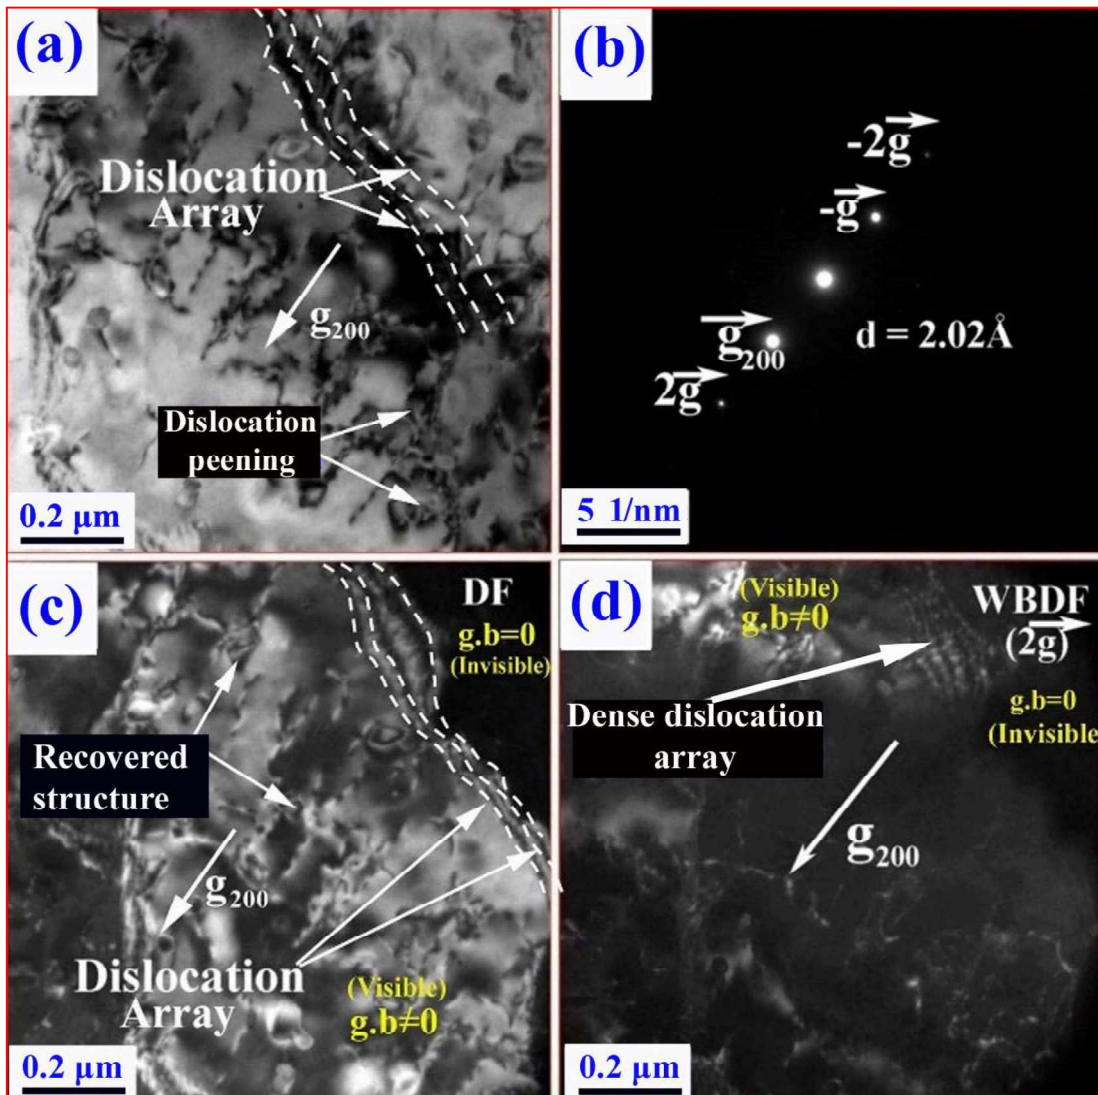 (a)
Dislocation
Array
g200
Dislocation
peening
0.2 μm
(b)
-2g
-g
g200
d = 2.02Å
2g
5 1/nm
(c)
DF
g.b=0
(Invisible)
Recovered
structure
g200
Dislocation
Array
(Visible)
g.b≠0
0.2 μm
(d)
(Visible)
g.b≠0
WBDF
(2g)
Dense dislocation
array
g.b=0
(Invisible)
g200
0.2 μm